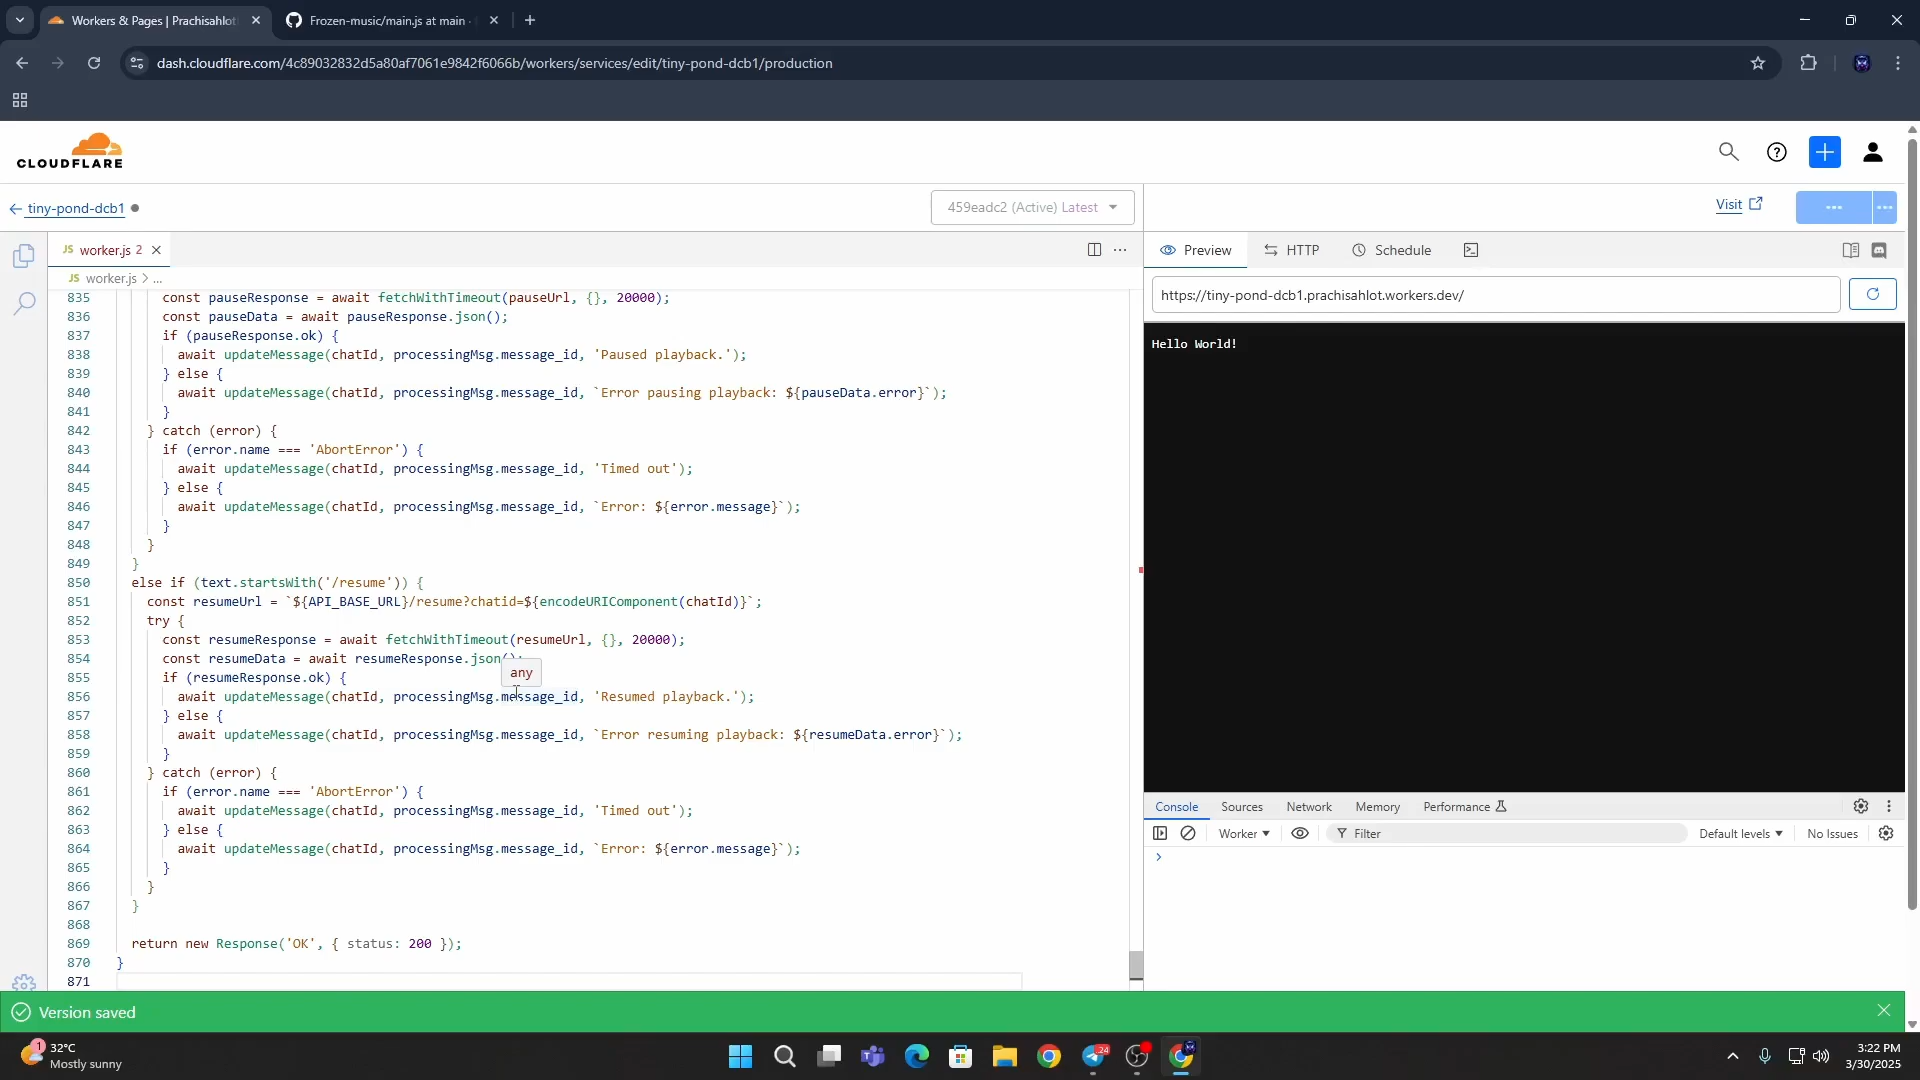 Workers & Pages | Prachisahlot
Frozen-music/main.js at main ·
dash.cloudflare.com/4c89032832d5a80af7061e9842f6066b/workers/services/edit/tiny-pond-dcb1/production
CLOUDFLARE
tiny-pond-dcb1
459eadc2 (Active) Latest
Visit
JS worker.js 2
JS worker.js > ...
835 const pauseResponse = await fetchWithTimeout(pauseUrl, {}, 20000);
836 const pauseData = await pauseResponse.json();
837 if (pauseResponse.ok) {
838 await updateMessage(chatId, processingMsg.message_id, 'Paused playback.');
839 } else {
840 await updateMessage(chatId, processingMsg.message_id, `Error pausing playback: ${pauseData.error}`);
841 }
842 } catch (error) {
843 if (error.name === 'AbortError') {
844 await updateMessage(chatId, processingMsg.message_id, 'Timed out');
845 } else {
846 await updateMessage(chatId, processingMsg.message_id, `Error: ${error.message}`);
847 }
848 }
849 }
850 else if (text.startsWith('/resume')) {
851 const resumeUrl = `${API_BASE_URL}/resume?chatid=${encodeURIComponent(chatId)}`;
852 try {
853 const resumeResponse = await fetchWithTimeout(resumeUrl, {}, 20000);
854 const resumeData = await resumeResponse.json();
any
855 if (resumeResponse.ok) {
856 await updateMessage(chatId, processingMsg.message_id, 'Resumed playback.');
857 } else {
858 await updateMessage(chatId, processingMsg.message_id, `Error resuming playback: ${resumeData.error}`);
859 }
860 } catch (error) {
861 if (error.name === 'AbortError') {
862 await updateMessage(chatId, processingMsg.message_id, 'Timed out');
863 } else {
864 await updateMessage(chatId, processingMsg.message_id, `Error: ${error.message}`);
865 }
866 }
867 }
868
869 return new Response('OK', { status: 200 });
870 }
871
Preview HTTP Schedule
https://tiny-pond-dcb1.prachisahlot.workers.dev/
Hello World!
Console Sources Network Memory Performance
Worker Filter Default levels No Issues
Version saved
1
32°C
Mostly sunny
24
3:22 PM
3/30/2025